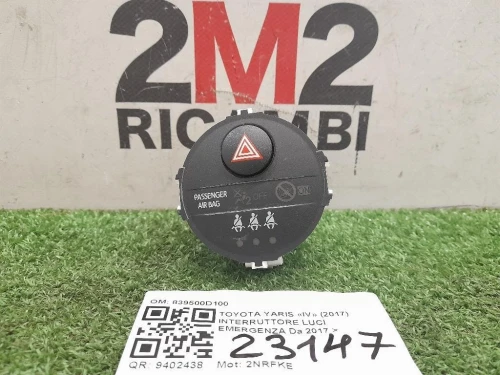 2M2
RICAMBI
PASSENGER
AIR BAG
OFF
OM: 839500D100
TOYOTA YARIS «IV» (2017)
INTERRUTTORE LUCI
EMERGENZA Da 2017 >
23147
QR: 9402438 Mot: 2NRFKE